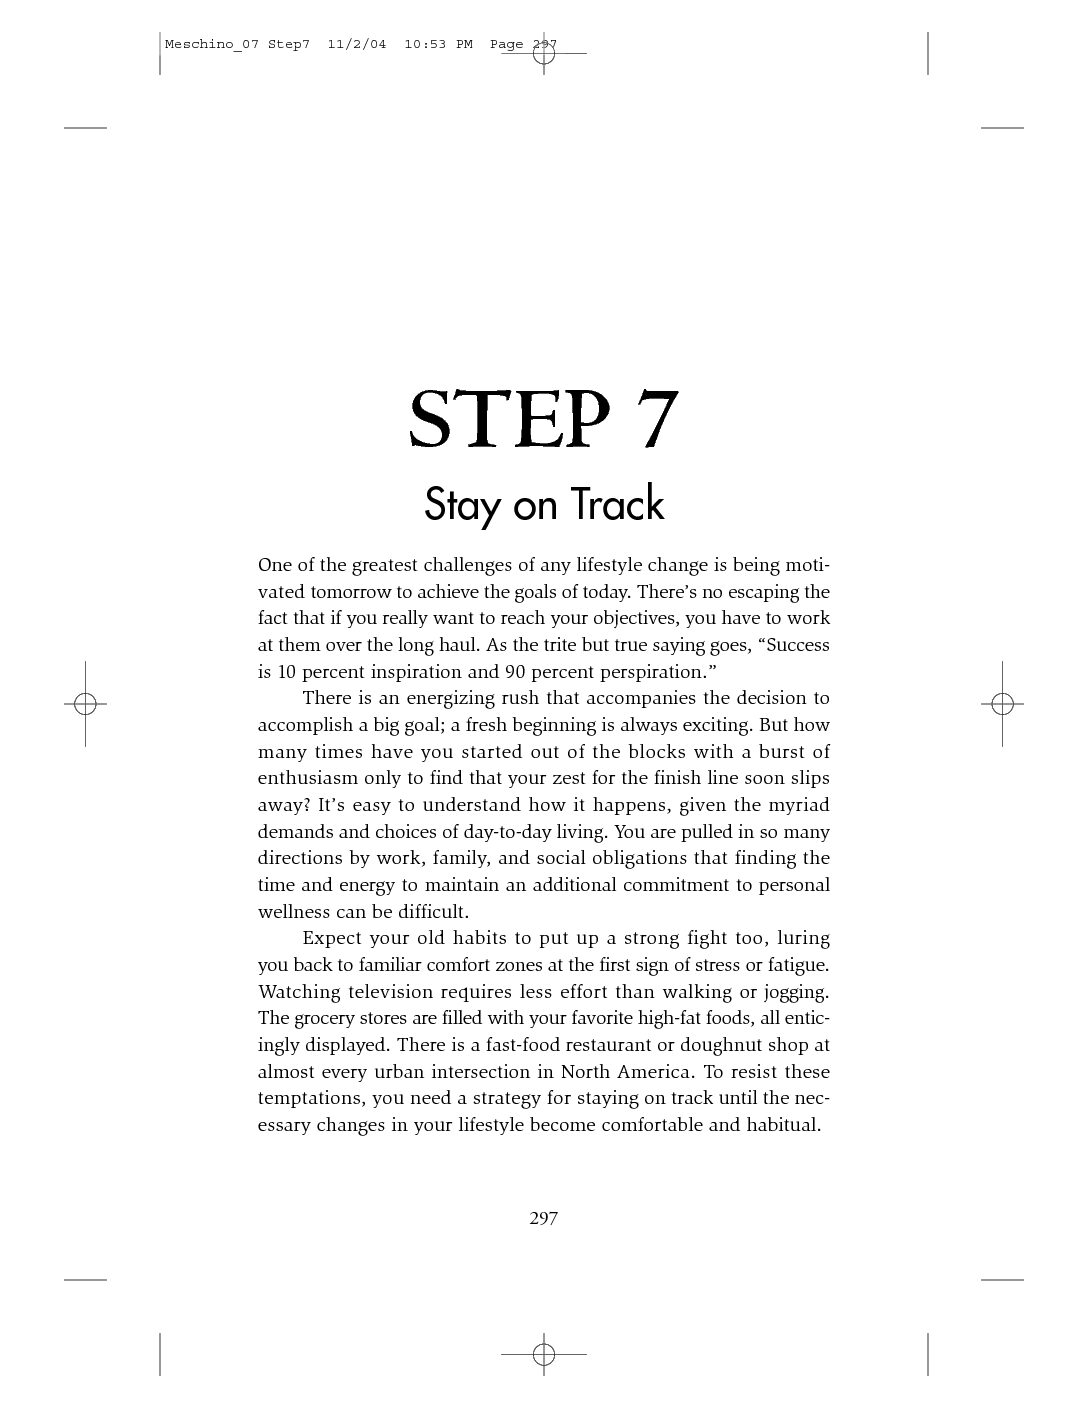 Meschino_07 Step7 11/2/04 10:53 PM Page 297
STEP 7
Stay on Track
One of the greatest challenges of any lifestyle change is being moti-
vated tomorrow to achieve the goals of today. There’s no escaping the
fact that if you really want to reach your objectives, you have to work
at them over the long haul. As the trite but true saying goes, “Success
is 10 percent inspiration and 90 percent perspiration.”
There is an energizing rush that accompanies the decision to
accomplish a big goal; a fresh beginning is always exciting. But how
many times have you started out of the blocks with a burst of
enthusiasm only to find that your zest for the finish line soon slips
away? It’s easy to understand how it happens, given the myriad
demands and choices of day-to-day living. You are pulled in so many
directions by work, family, and social obligations that finding the
time and energy to maintain an additional commitment to personal
wellness can be difficult.
Expect your old habits to put up a strong fight too, luring
you back to familiar comfort zones at the first sign of stress or fatigue.
Watching television requires less effort than walking or jogging.
The grocery stores are filled with your favorite high-fat foods, all entic-
ingly displayed. There is a fast-food restaurant or doughnut shop at
almost every urban intersection in North America. To resist these
temptations, you need a strategy for staying on track until the nec-
essary changes in your lifestyle become comfortable and habitual.
297